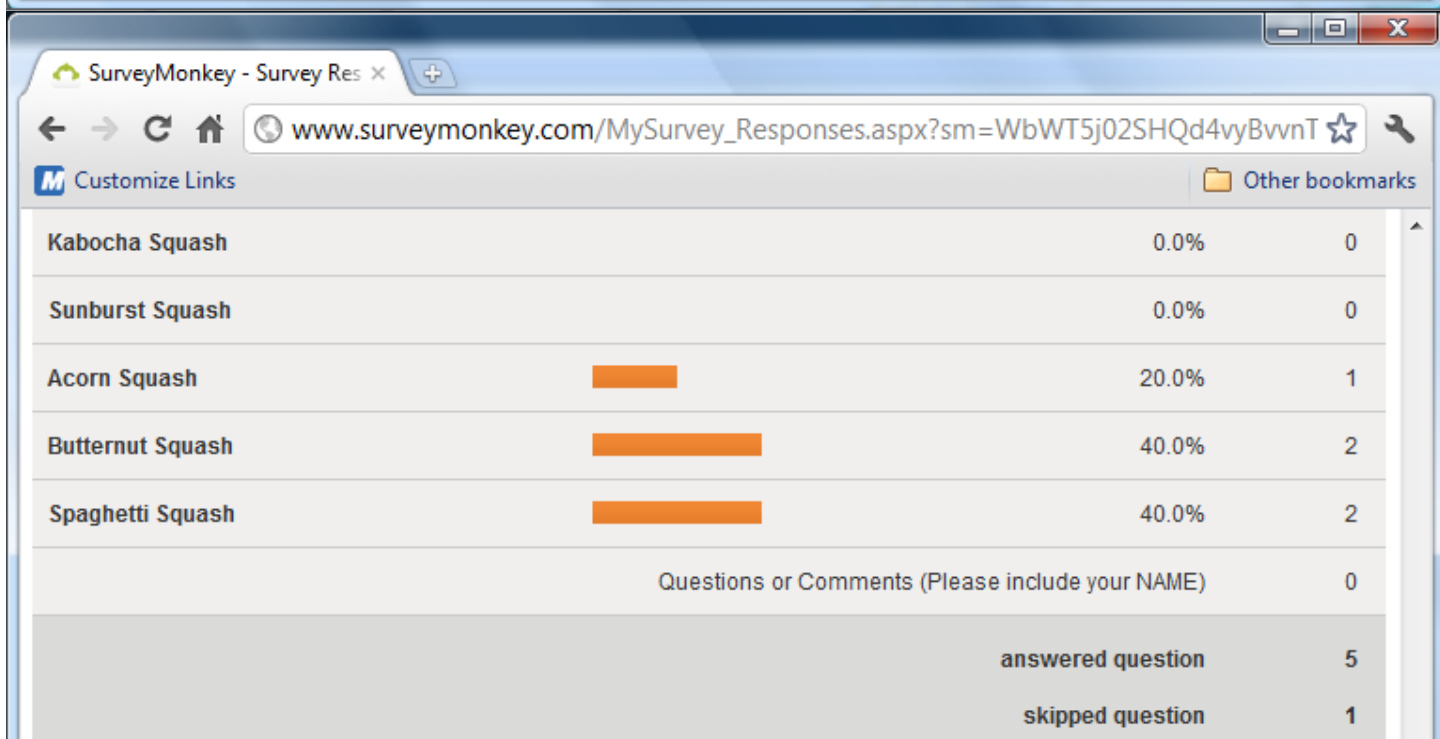 SurveyMonkey - Survey Res
www.surveymonkey.com/MySurvey_Responses.aspx?sm=WbWT5j02SHQd4vyBvvnT
Customize Links Other bookmarks
Kabocha Squash 0.0% 0
Sunburst Squash 0.0% 0
Acorn Squash 20.0% 1
Butternut Squash 40.0% 2
Spaghetti Squash 40.0% 2
Questions or Comments (Please include your NAME) 0
answered question 5
skipped question 1